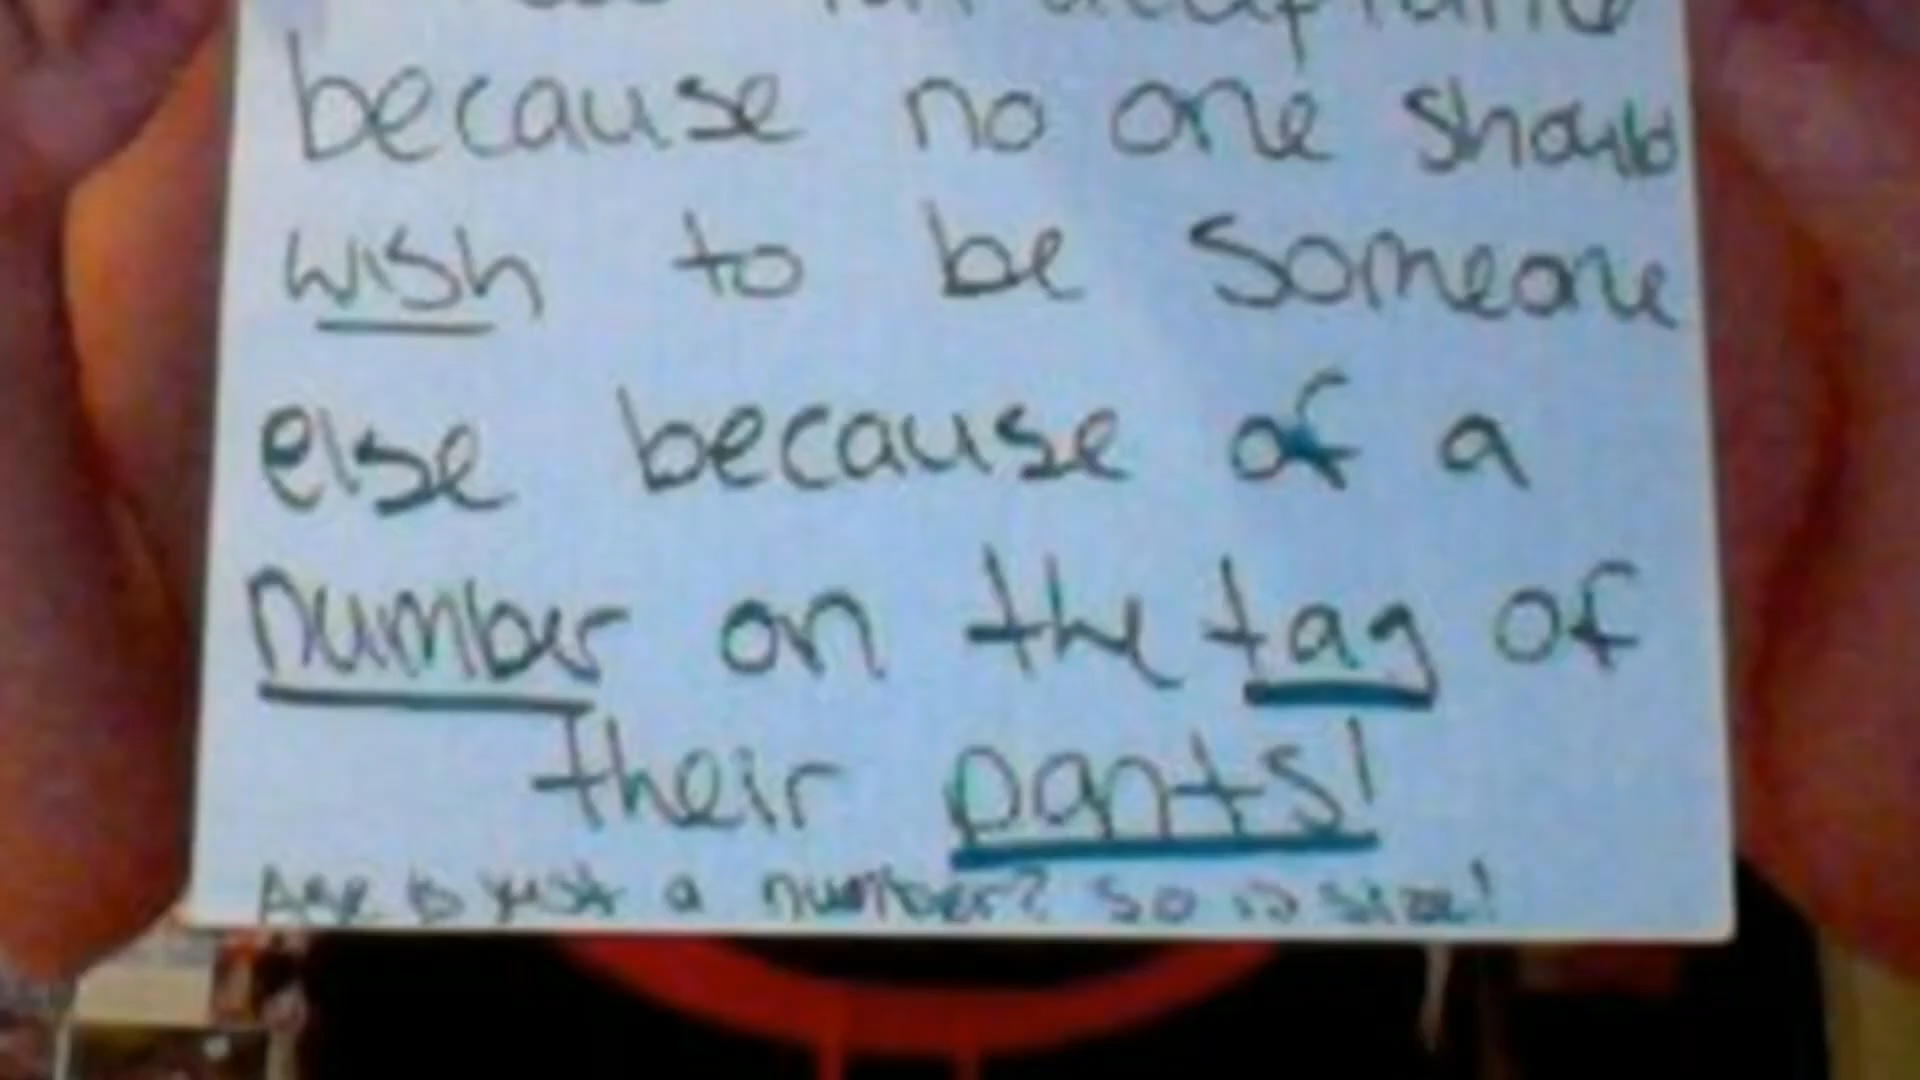 acceptance
because no one should
wish to be someone
else because of a
number on the tag of
their pants!
Age is just a number? So is size!